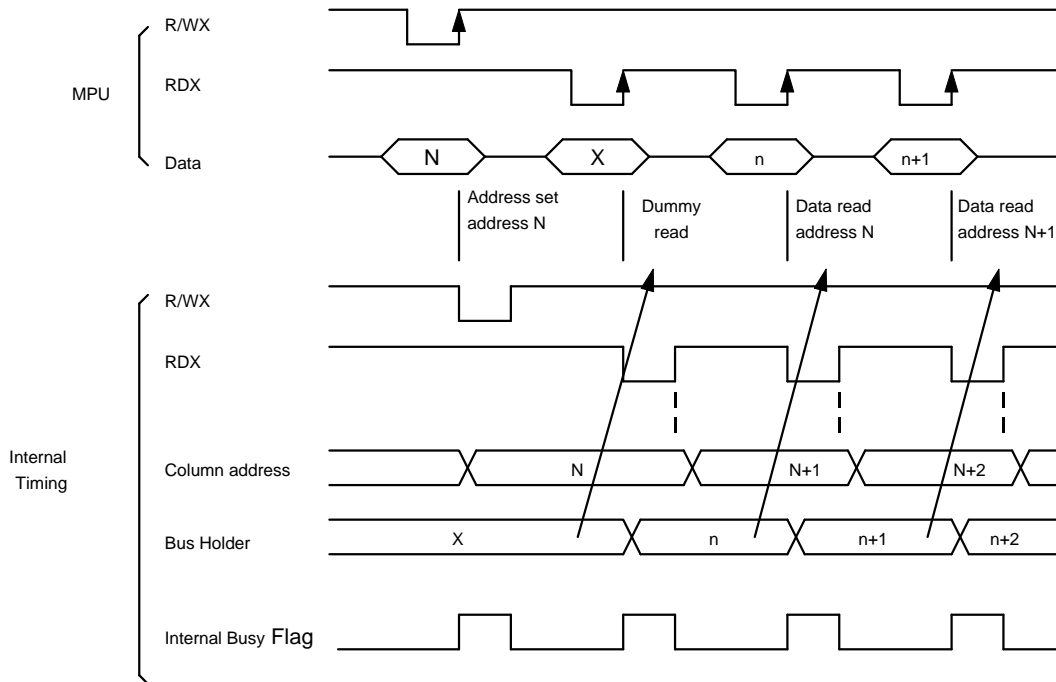 MPU
R/WX
RDX
Data
N
X
n
n+1
Address set
address N
Dummy
read
Data read
address N
Data read
address N+1
Internal
Timing
R/WX
RDX
Column address
N
N+1
N+2
Bus Holder
X
n
n+1
n+2
Internal Busy Flag